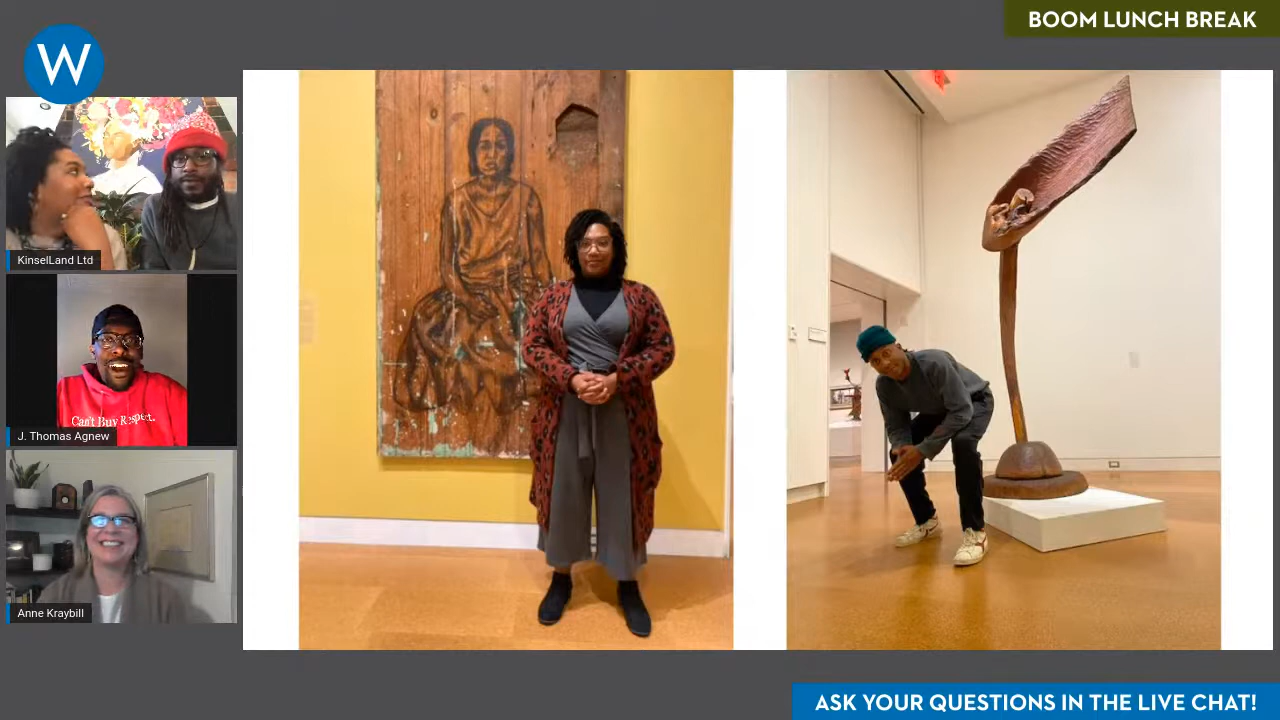 BOOM LUNCH BREAK
W
KinselLand Ltd
Can't Buy Respect.
J. Thomas Agnew
Anne Kraybill
ASK YOUR QUESTIONS IN THE LIVE CHAT!